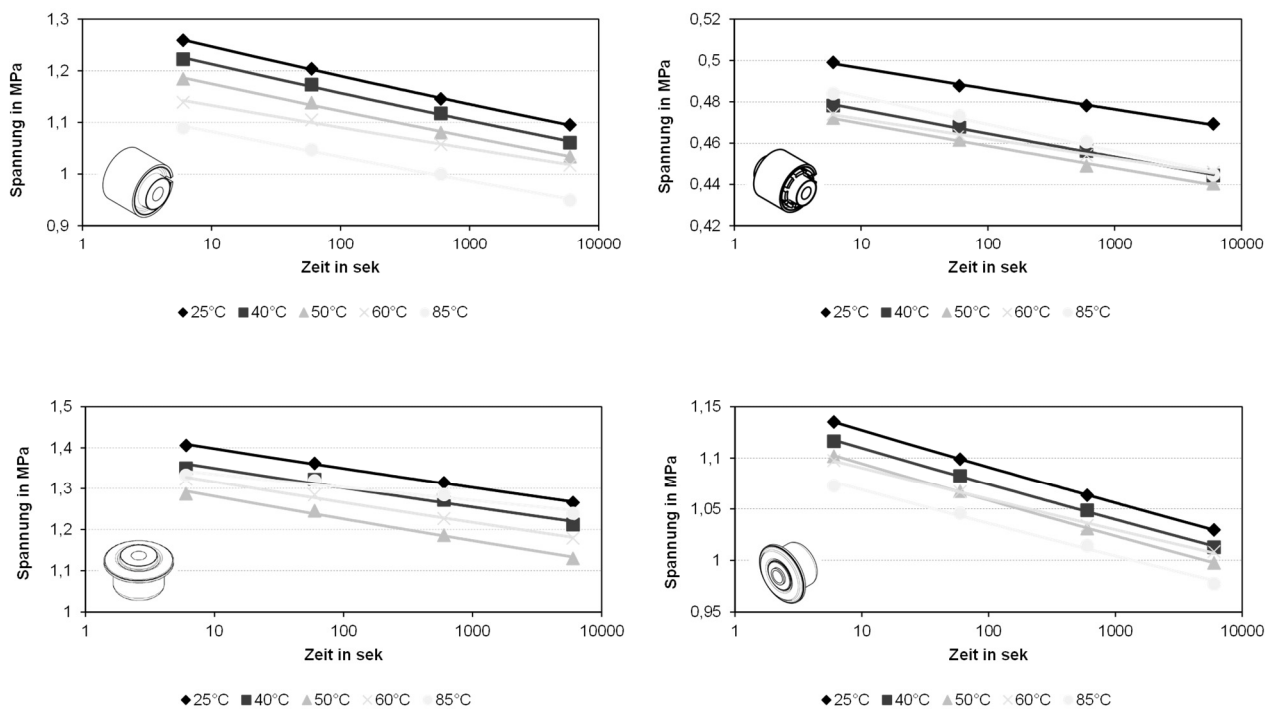 1,3
1,2
1,1
1
0,9
Spannung in MPa
1 10 100 1000 10000
Zeit in sek
25°C 40°C 50°C 60°C 85°C
0,52
0,5
0,48
0,46
0,44
0,42
Spannung in MPa
1 10 100 1000 10000
Zeit in sek
25°C 40°C 50°C 60°C 85°C
1,5
1,4
1,3
1,2
1,1
1
Spannung in MPa
1 10 100 1000 10000
Zeit in sek
25°C 40°C 50°C 60°C 85°C
1,15
1,1
1,05
1
0,95
Spannung in MPa
1 10 100 1000 10000
Zeit in sek
25°C 40°C 50°C 60°C 85°C